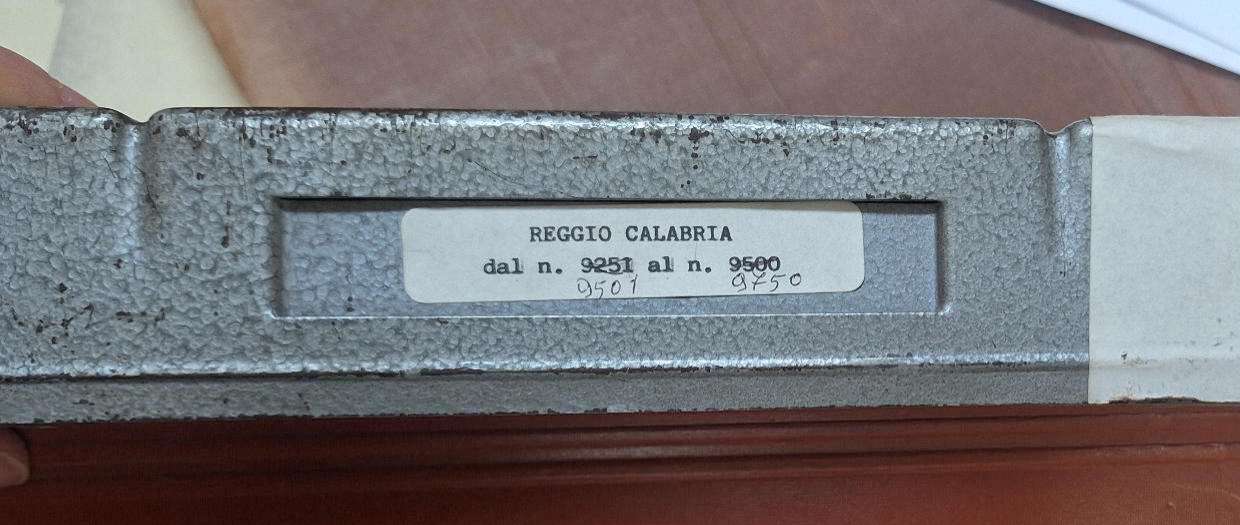 REGGIO CALABRIA
dal n. 9251 al n. 9500
9501 9750